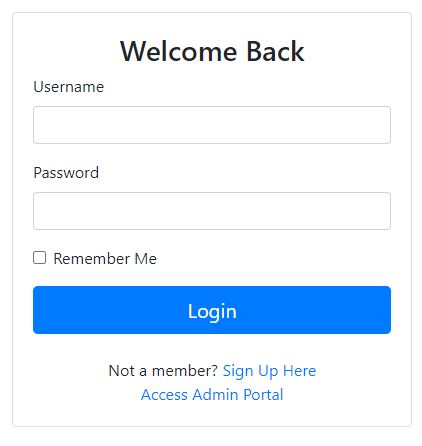 Welcome Back
Username
Password
Remember Me
Login
Not a member? Sign Up Here
Access Admin Portal